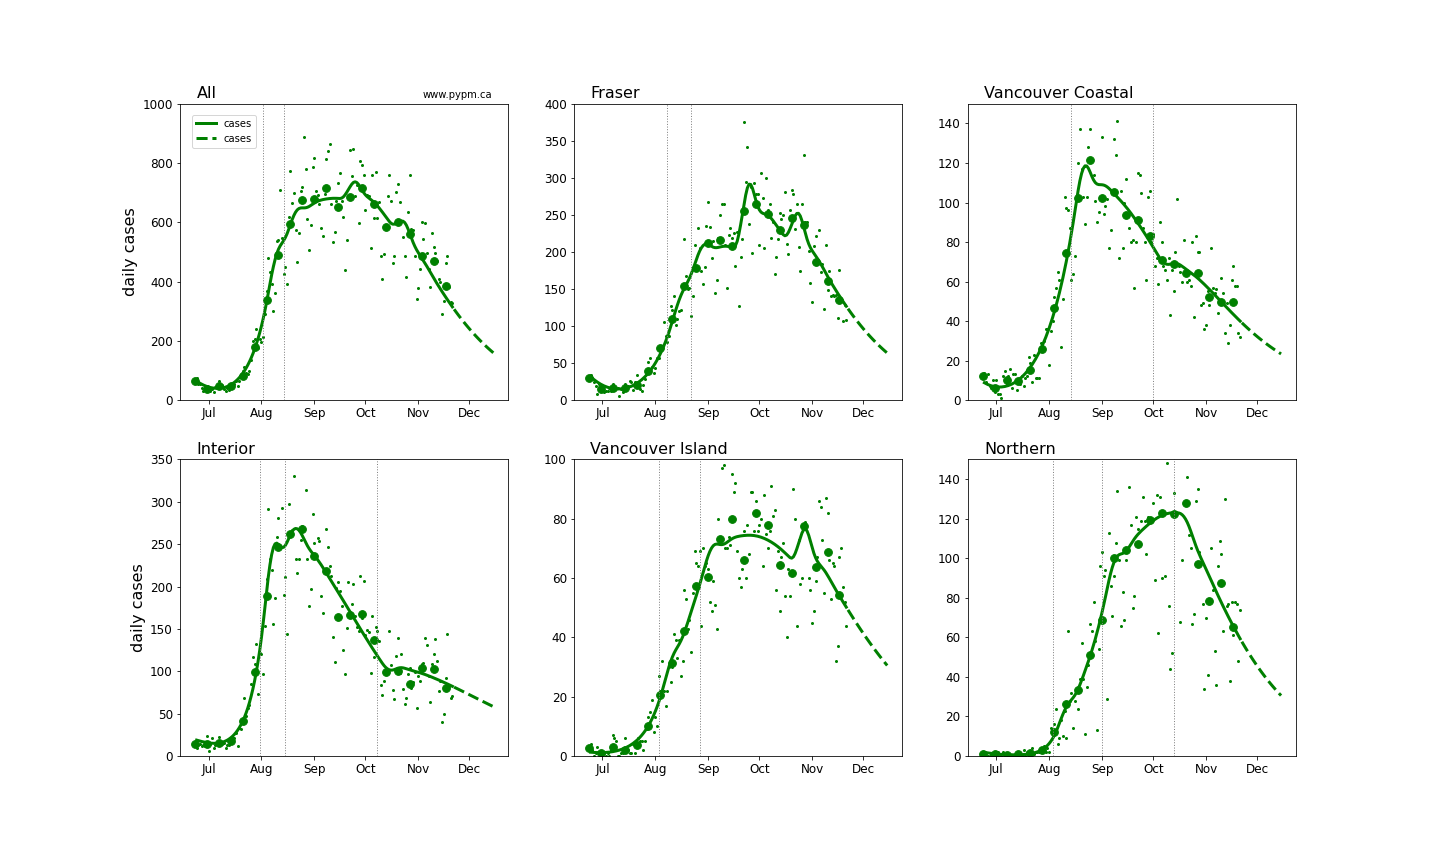 All
www.pypm.ca
Fraser
Vancouver Coastal
daily cases
1000
800
600
400
200
0
cases
cases
Jul Aug Sep Oct Nov Dec
400
350
300
250
200
150
100
50
0
Jul Aug Sep Oct Nov Dec
140
120
100
80
60
40
20
0
Jul Aug Sep Oct Nov Dec
Interior
Vancouver Island
Northern
daily cases
350
300
250
200
150
100
50
0
Jul Aug Sep Oct Nov Dec
100
80
60
40
20
0
Jul Aug Sep Oct Nov Dec
140
120
100
80
60
40
20
0
Jul Aug Sep Oct Nov Dec